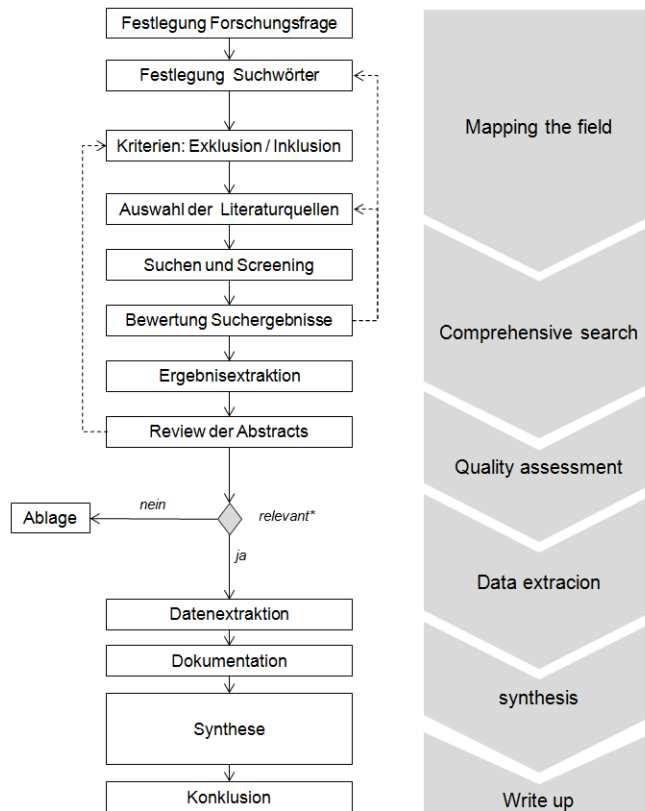 Festlegung Forschungsfrage
Festlegung Suchwörter
Kriterien: Exklusion / Inklusion
Auswahl der Literaturquellen
Suchen und Screening
Bewertung Suchergebnisse
Ergebnisextraktion
Review der Abstracts
nein
Ablage
relevant*
ja
Datenextraktion
Dokumentation
Synthese
Konklusion
Mapping the field
Comprehensive search
Quality assessment
Data extracion
synthesis
Write up